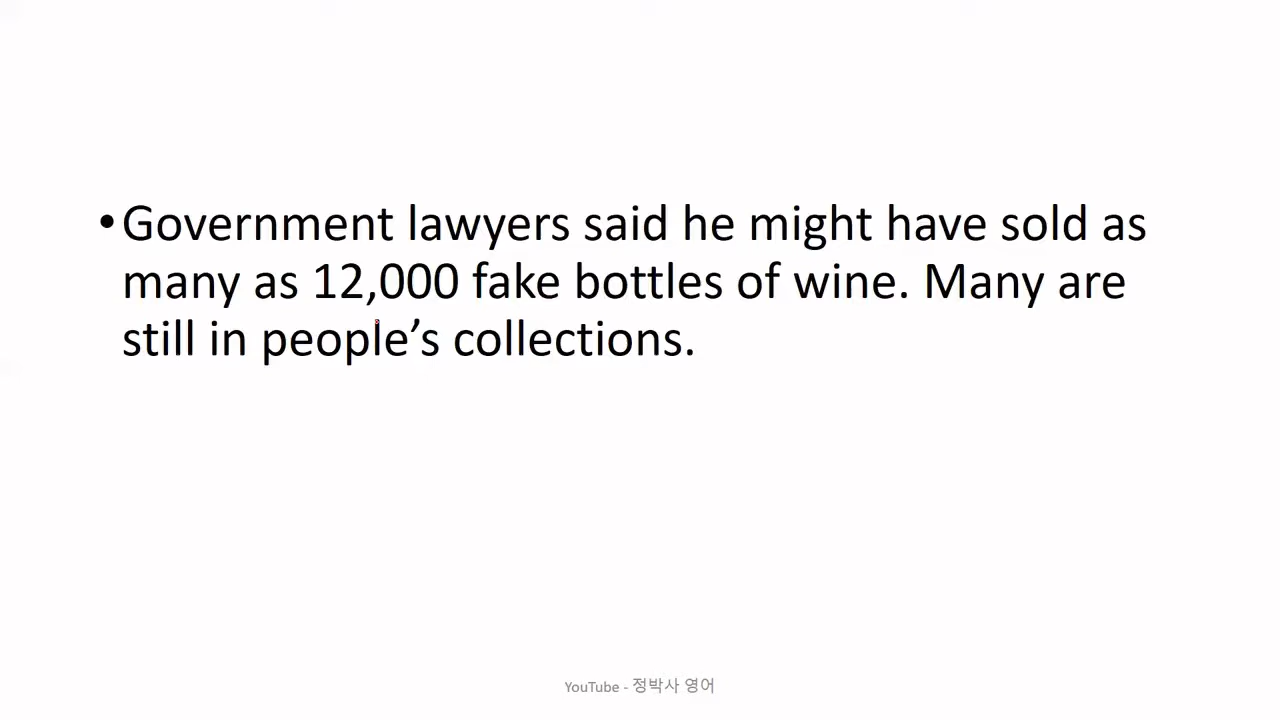 •Government lawyers said he might have sold as
many as 12,000 fake bottles of wine. Many are
still in people’s collections.
YouTube - 정박사 영어